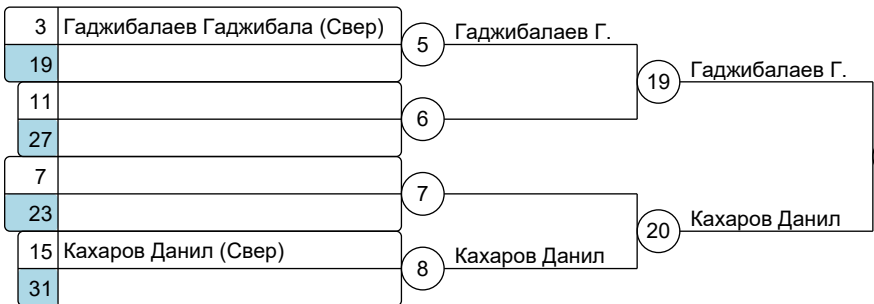 3 Гаджибалаев Гаджибала (Свер)
19
5 Гаджибалаев Г.
11
27
6
19 Гаджибалаев Г.
7
23
7
15 Кахаров Данил (Свер)
31
8 Кахаров Данил
20 Кахаров Данил